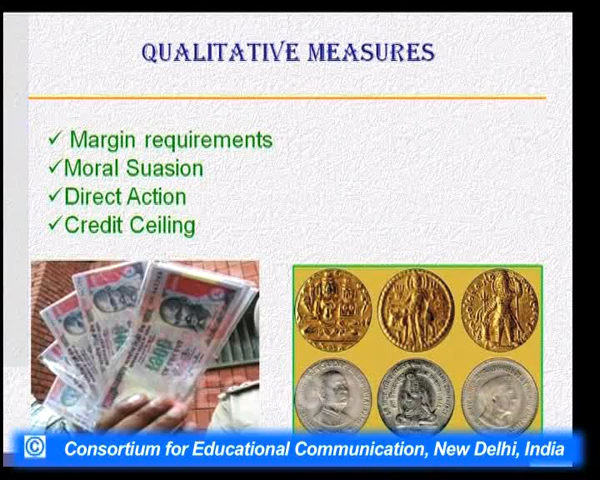 QUALITATIVE MEASURES
✓ Margin requirements
✓Moral Suasion
✓Direct Action
✓Credit Ceiling
© Consortium for Educational Communication, New Delhi, India